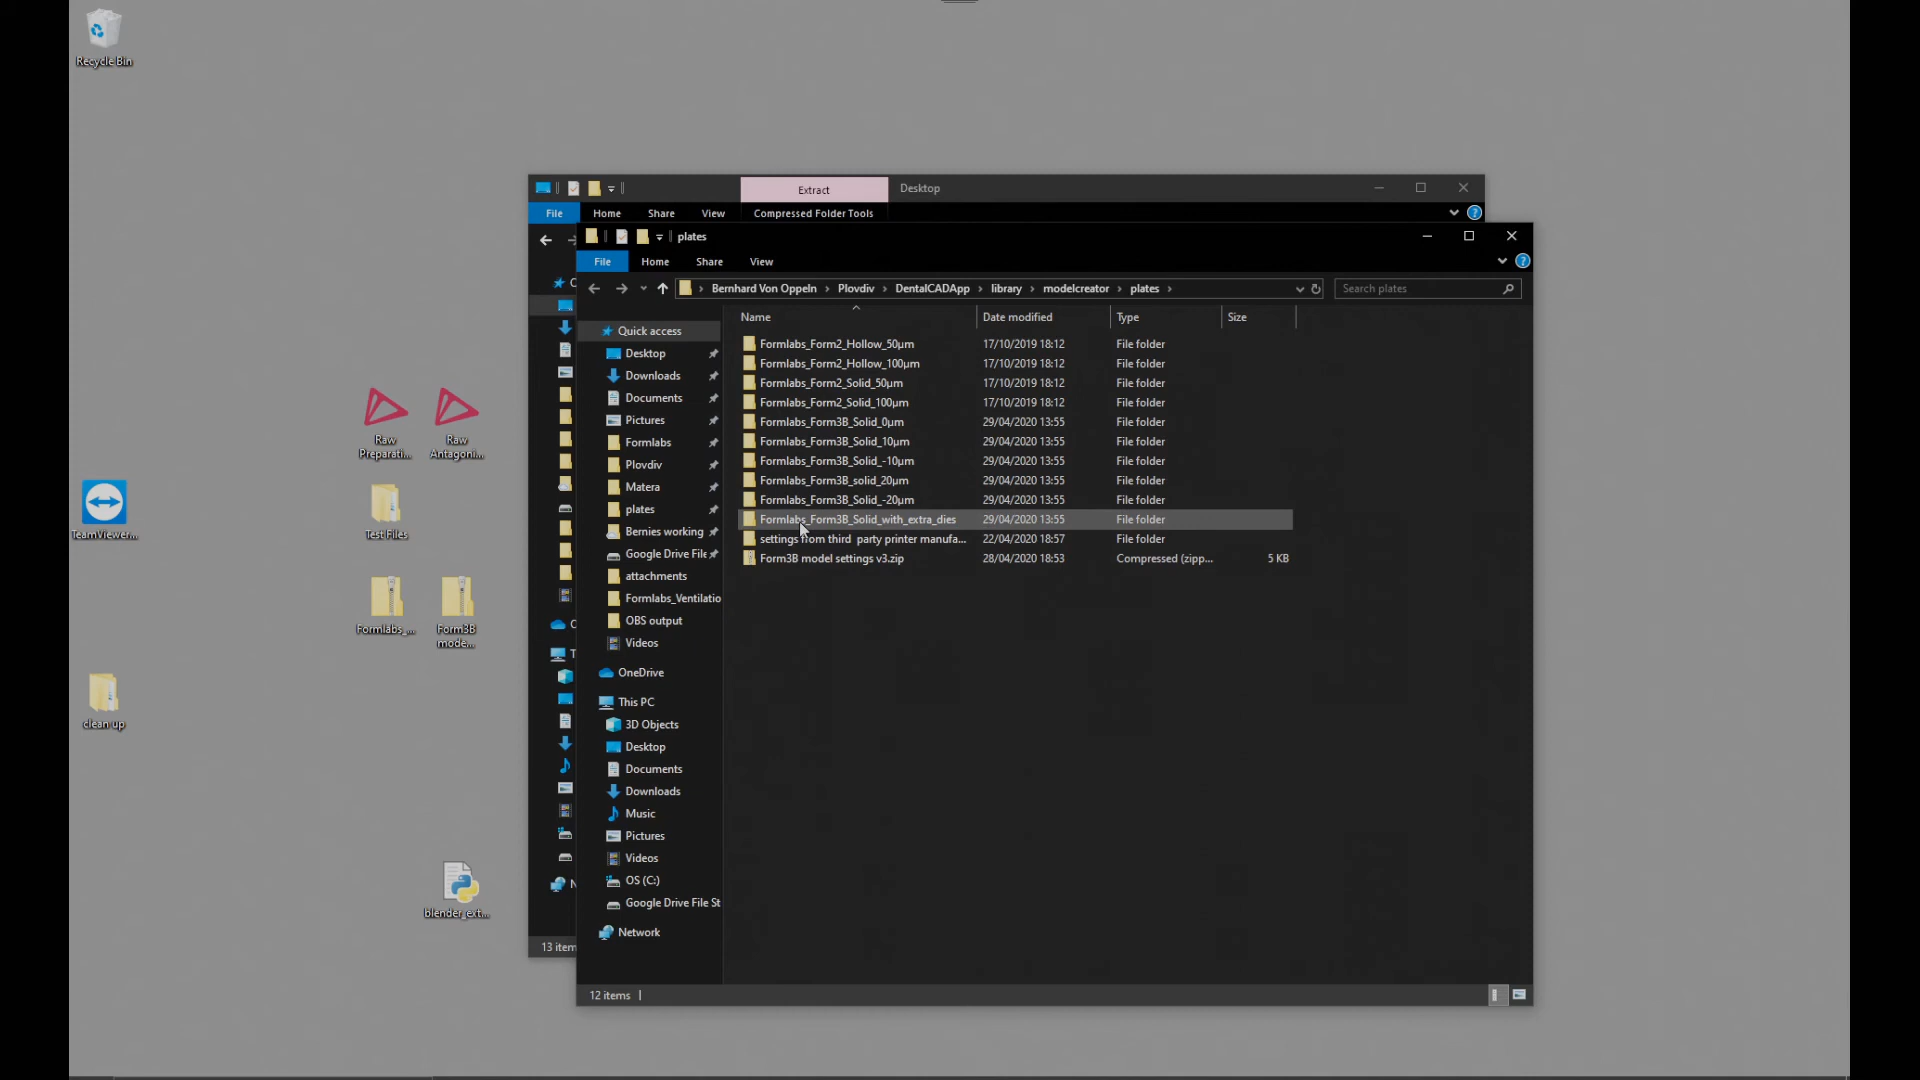 Recycle Bin
Extract
Desktop
File Home Share View Compressed Folder Tools
plates
File Home Share View
Bernhard Von Oppeln › Plovdiv › DentalCADApp › library › modelcreator › plates ›
Search plates
Name Date modified Type Size
Formlabs_Form2_Hollow_50µm 17/10/2019 18:12 File folder
Formlabs_Form2_Hollow_100µm 17/10/2019 18:12 File folder
Formlabs_Form2_Solid_50µm 17/10/2019 18:12 File folder
Formlabs_Form2_Solid_100µm 17/10/2019 18:12 File folder
Formlabs_Form3B_Solid_0µm 29/04/2020 13:55 File folder
Formlabs_Form3B_Solid_10µm 29/04/2020 13:55 File folder
Formlabs_Form3B_Solid_-10µm 29/04/2020 13:55 File folder
Formlabs_Form3B_solid_20µm 29/04/2020 13:55 File folder
Formlabs_Form3B_Solid_-20µm 29/04/2020 13:55 File folder
Formlabs_Form3B_Solid_with_extra_dies 29/04/2020 13:55 File folder
settings from third party printer manufa... 22/04/2020 18:57 File folder
Form3B model settings v3.zip 28/04/2020 18:53 Compressed (zipp... 5 KB
Quick access
Desktop
Downloads
Documents
Pictures
Formlabs
Plovdiv
Matera
plates
Bernies working
Google Drive File
attachments
Formlabs_Ventilatio
OBS output
Videos
OneDrive
This PC
3D Objects
Desktop
Documents
Downloads
Music
Pictures
Videos
OS (C:)
Google Drive File St
Network
12 items
13 item
Raw
Preparati...
Raw
Antagoni...
TeamViewer...
Test Files
Formlabs_...
Form3B
mode...
clean up
blender_ext...